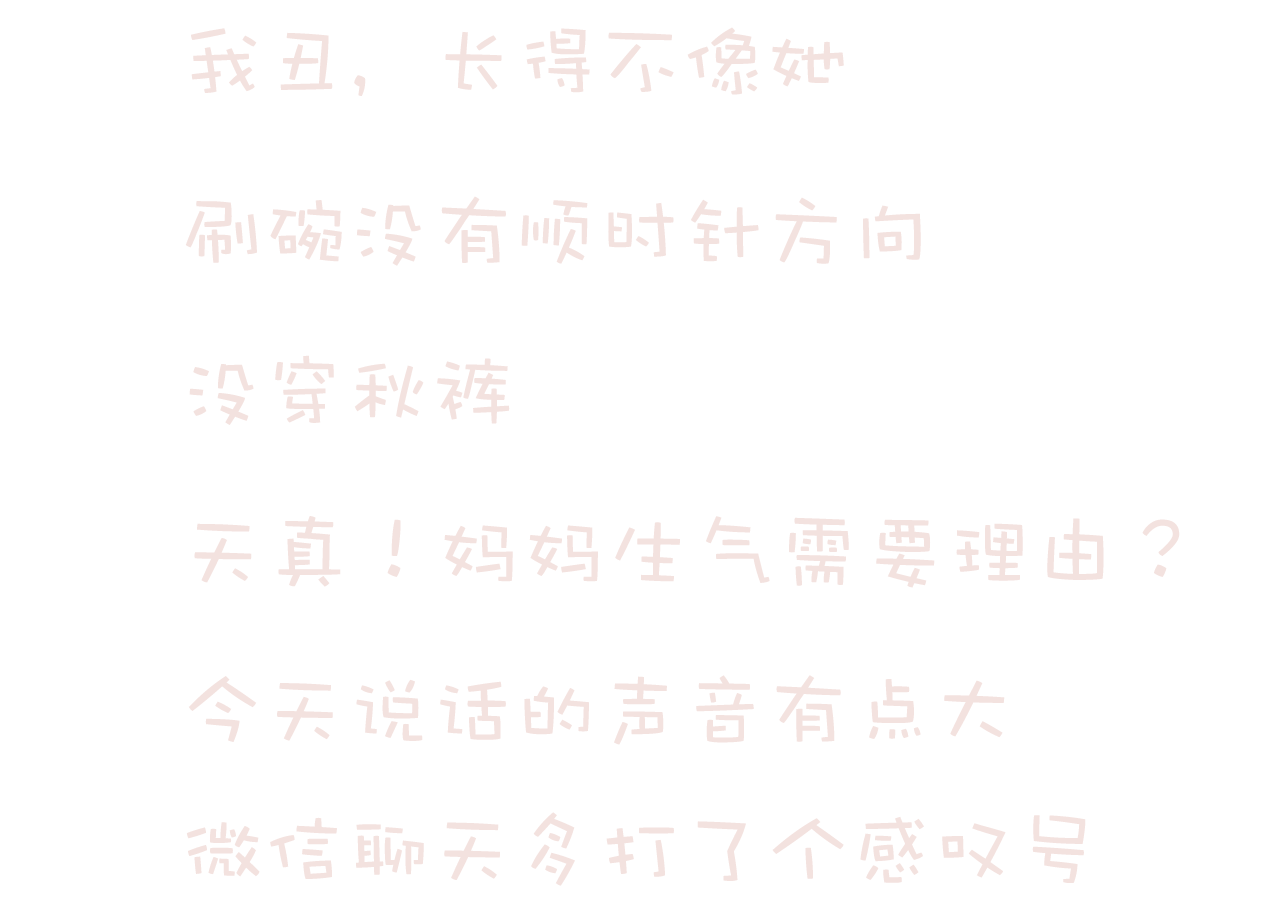 我丑，长得不像她
刷碗没有顺时针方向
没穿秋裤
天真！妈妈生气需要理由？
今天说话的声音有点大
微信聊天多打了个感叹号